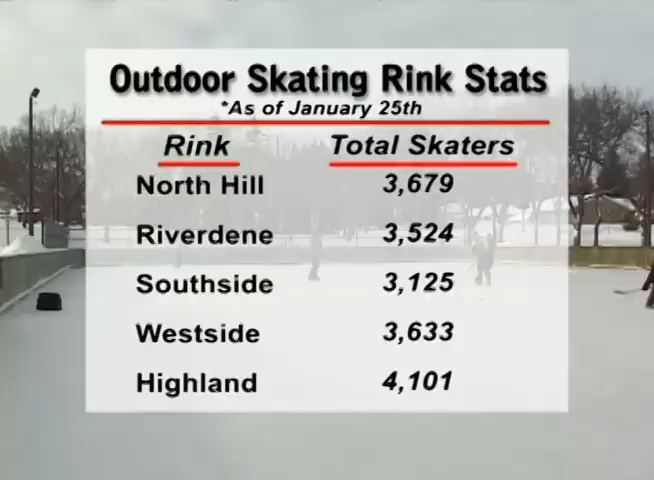 Outdoor Skating Rink Stats
*As of January 25th
Rink Total Skaters
North Hill 3,679
Riverdene 3,524
Southside 3,125
Westside 3,633
Highland 4,101